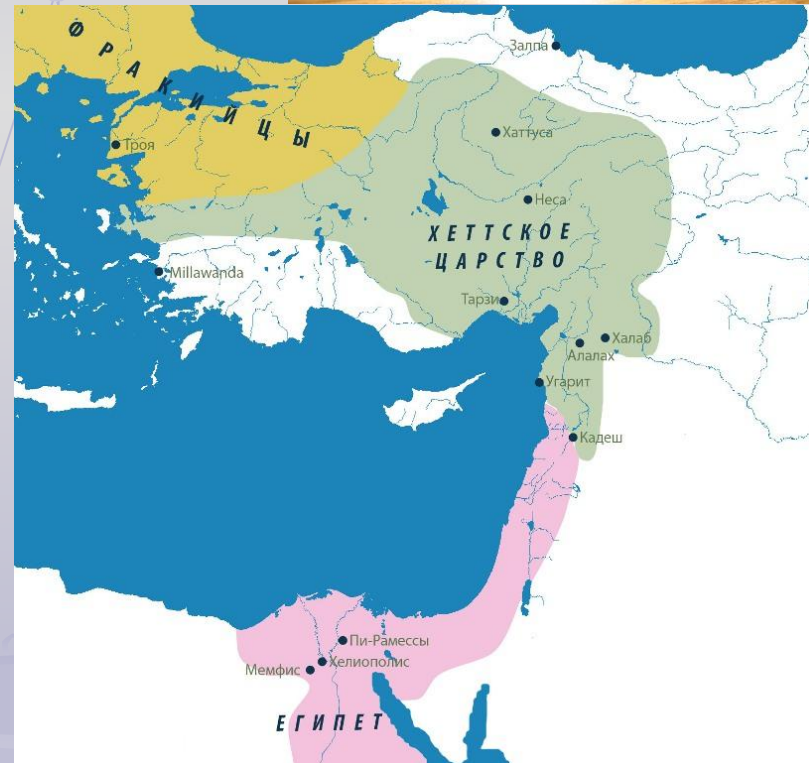 ФРАКИЙЦЫ
Залпа
Троя
Хаттуса
Неса
ХЕТТСКОЕ
ЦАРСТВО
Millawanda
Тарзи
Халаб
Алалах
Угарит
Кадеш
Пи-Рамессы
Хелиополис
Мемфис
ЕГИПЕТ